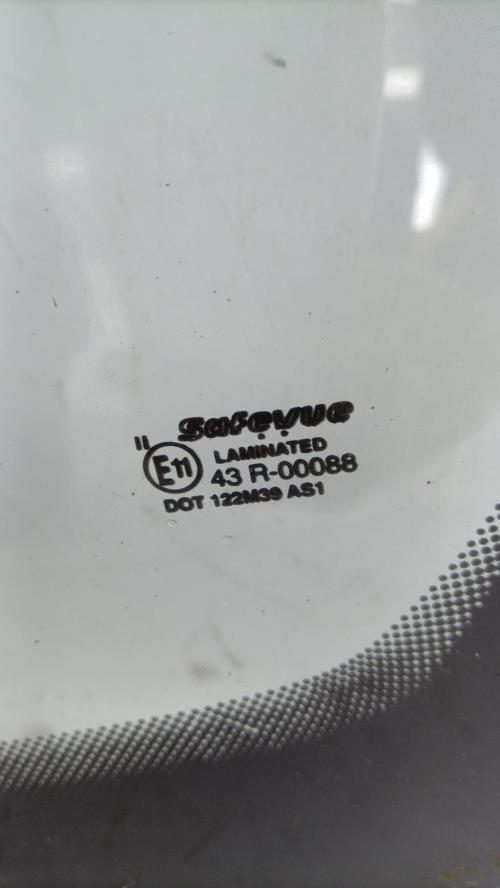 Safevue
II
LAMINATED
E11
43 R-00088
DOT 122M39 AS1